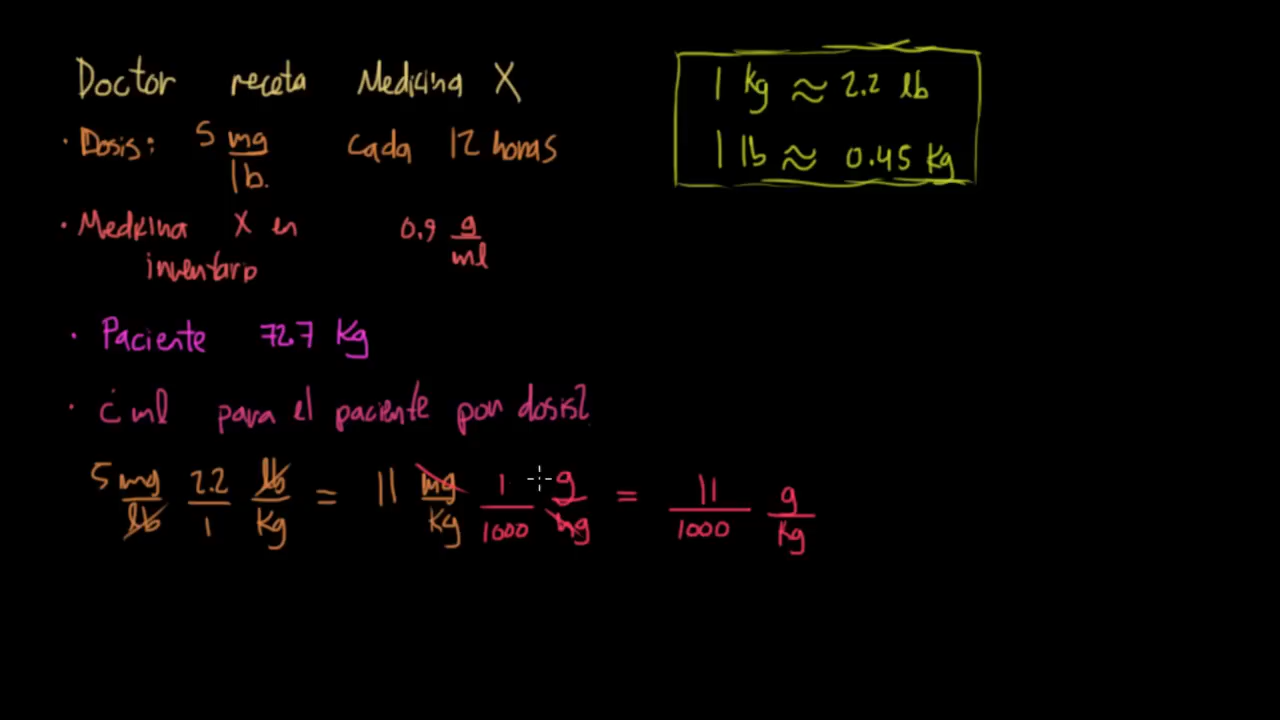 Doctor receta Medicina X
· Dosis: 5 mg/lb. cada 12 horas
· Medicina X en 0.9 g/ml
inventario
· Paciente 72.7 Kg
· ¿ml para el paciente por dosis?
5 mg/lb 2.2/1 lb/Kg = 11 mg/Kg 1/1000 g/mg = 11/1000 g/Kg
1 Kg ≈ 2.2 lb
1 lb ≈ 0.45 Kg